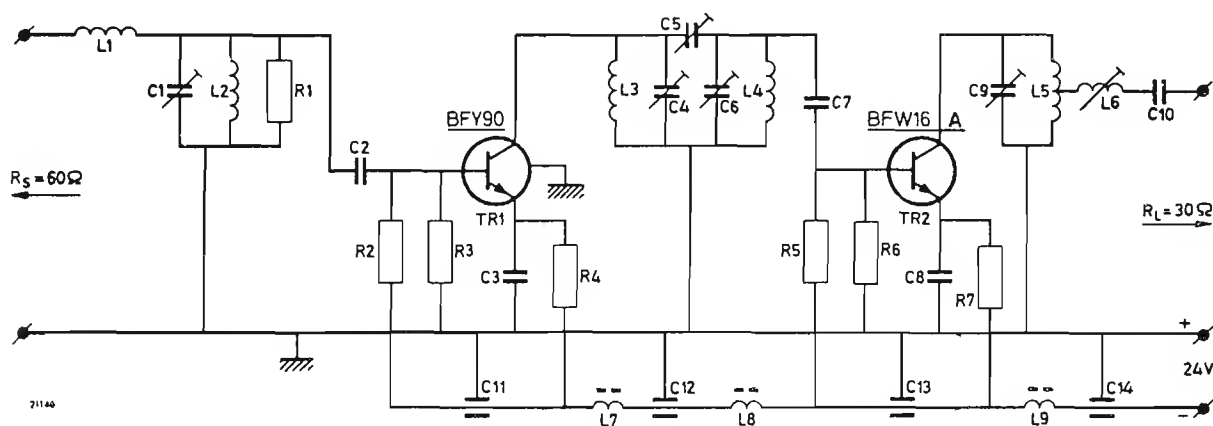 L1
C1
L2
R1
C2
R2
R3
BFY90
TR1
C3
R4
L3
C4
C5
C6
L4
C7
R5
R6
BFW16 A
TR2
C8
R7
C9
L5
L6
C10
RS = 60Ω
RL = 30Ω
C11
L7
C12
L8
C13
L9
C14
+
24V
−